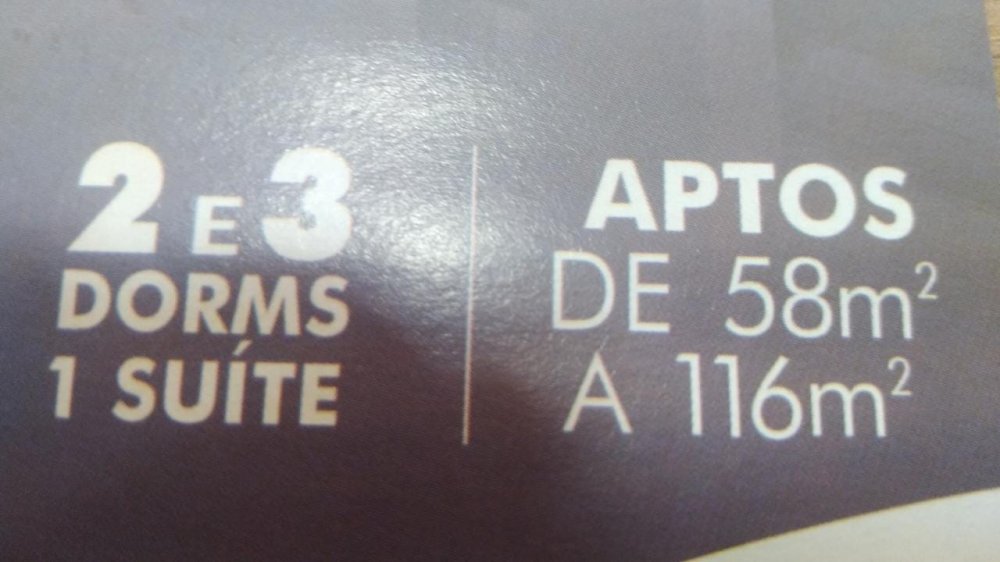 2 E 3
DORMS
1 SUÍTE
APTOS
DE 58m²
A 116m²